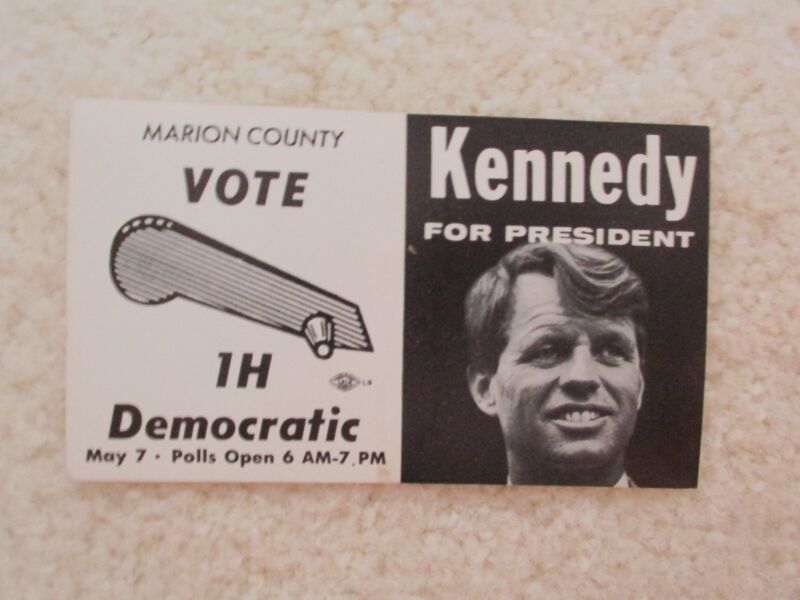 MARION COUNTY
VOTE
1H
Democratic
May 7 • Polls Open 6 AM-7 PM
Kennedy
FOR PRESIDENT